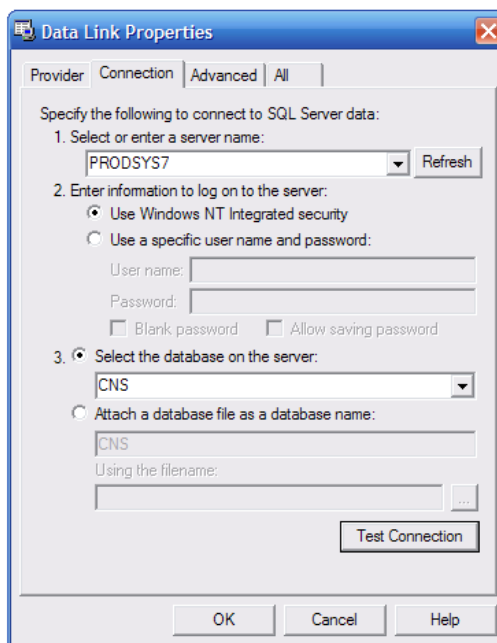 Data Link Properties
Provider Connection Advanced All
Specify the following to connect to SQL Server data:
1. Select or enter a server name:
PRODSYS7 Refresh
2. Enter information to log on to the server:
Use Windows NT Integrated security
Use a specific user name and password:
User name:
Password:
Blank password Allow saving password
3. Select the database on the server:
CNS
Attach a database file as a database name:
CNS
Using the filename:
...
Test Connection
OK Cancel Help